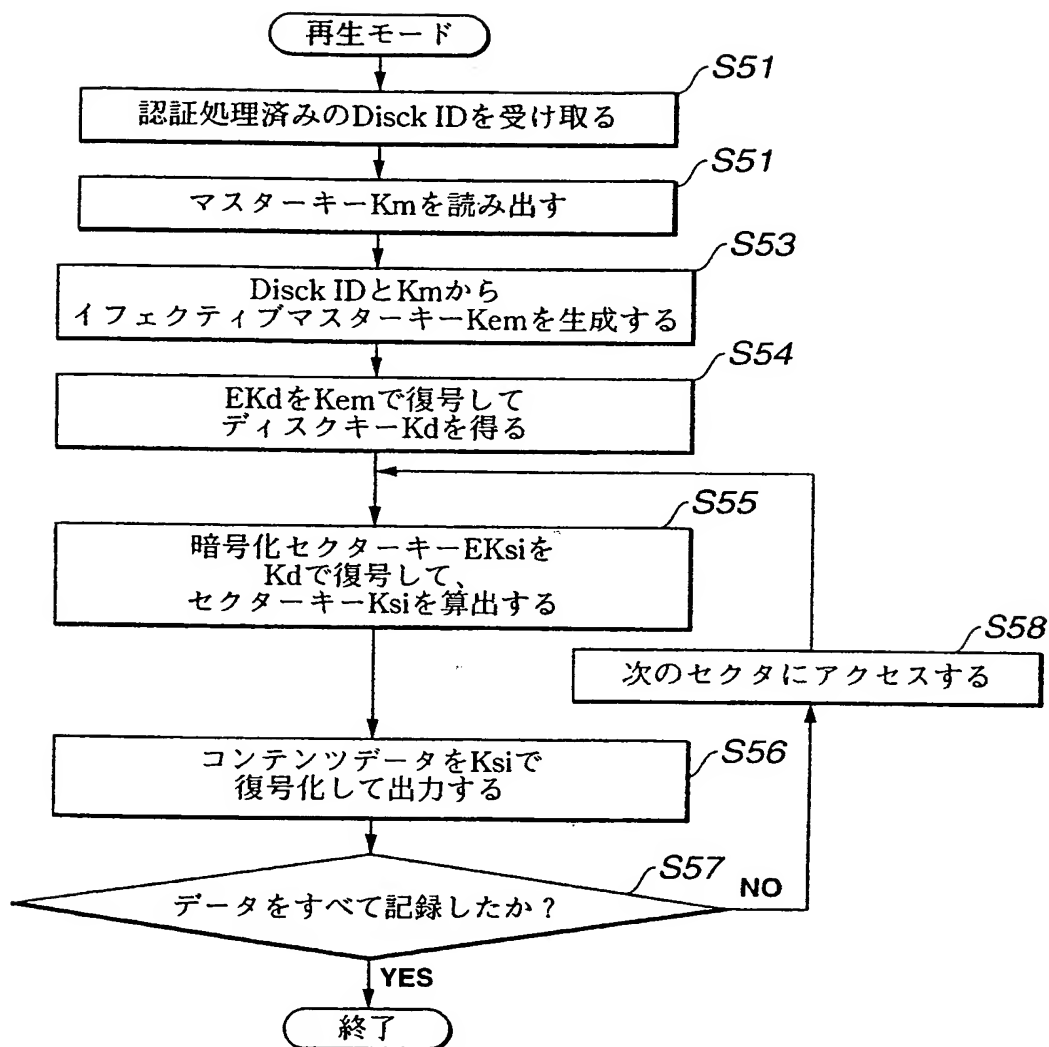 再生モード
S51
認証処理済みのDisck IDを受け取る
S51
マスターキーKmを読み出す
S53
Disck IDとKmから
イフェクティブマスターキーKemを生成する
S54
EKdをKemで復号して
ディスクキーKdを得る
S55
暗号化セクターキーEKsiを
Kdで復号して、
セクターキーKsiを算出する
S58
次のセクタにアクセスする
S56
コンテンツデータをKsiで
復号化して出力する
S57
データをすべて記録したか？
NO
YES
終了